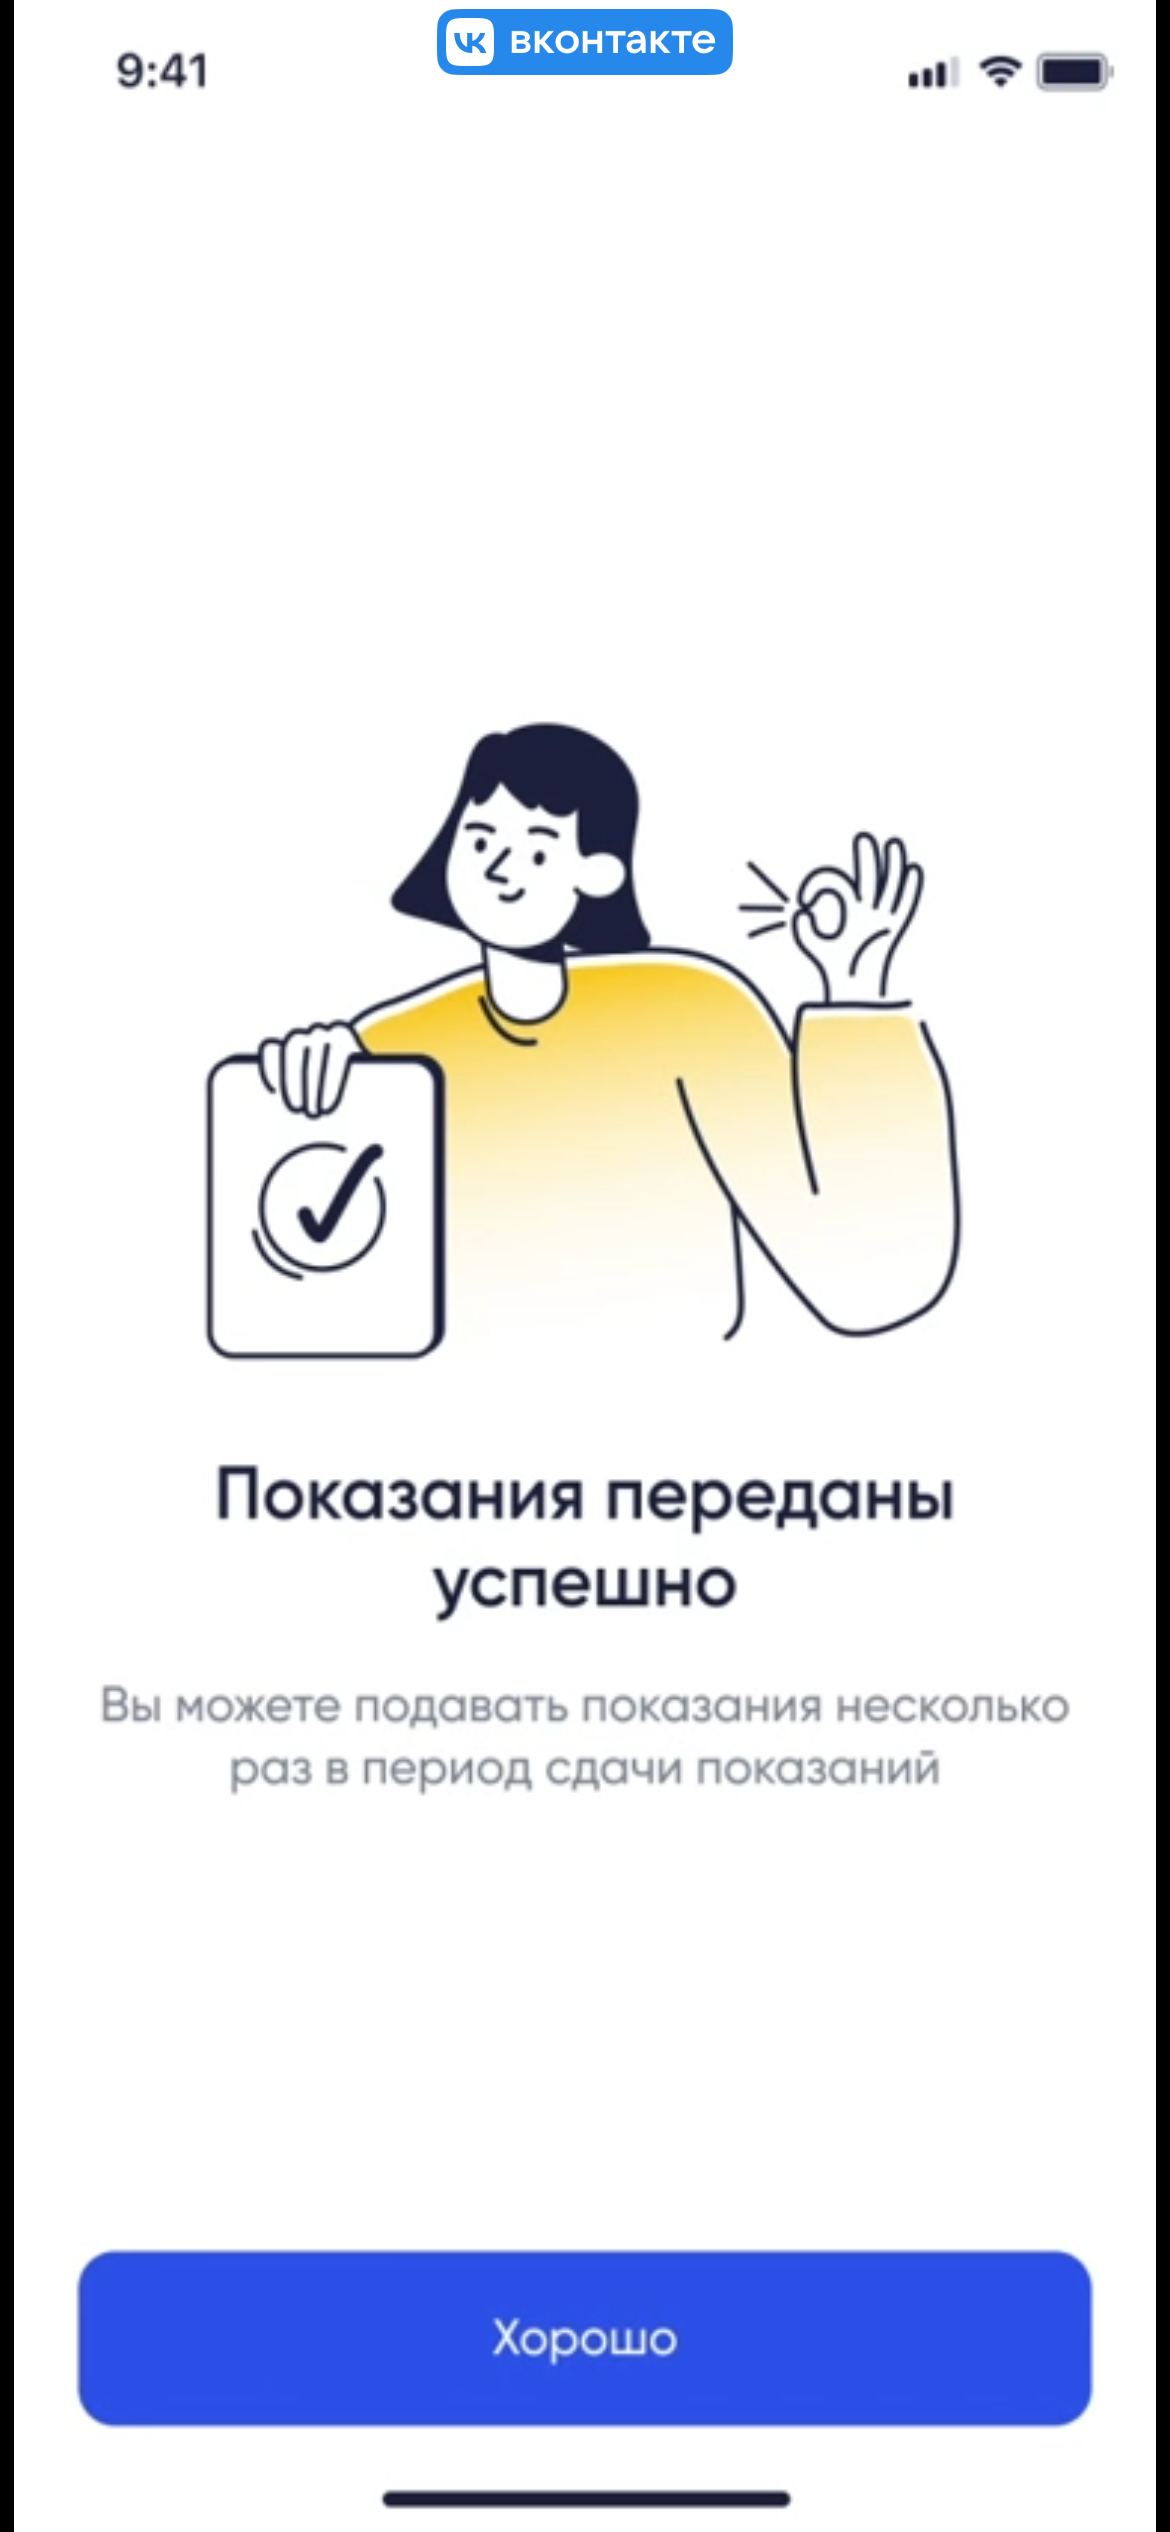 вконтакте
9:41
Показания переданы
успешно
Вы можете подавать показания несколько
раз в период сдачи показаний
Хорошо